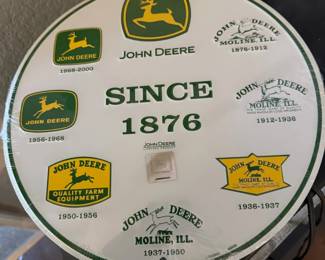 JOHN DEERE
JOHN DEERE
1968-2000
JOHN DEERE
MOLINE, ILL.
1876-1912
SINCE
1876
JOHN DEERE
1956-1968
JOHN DEERE
MOLINE, ILL.
1912-1936
JOHN DEERE
JOHN DEERE
QUALITY FARM
EQUIPMENT
1950-1956
JOHN DEERE
MOLINE, ILL.
1936-1937
JOHN DEERE
MOLINE, ILL.
1937-1950